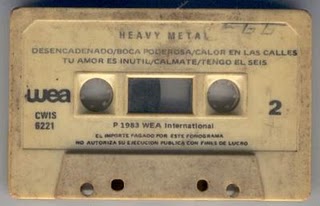 HEAVY METAL
DESENCADENADO/BOCA PODEROSA/CALOR EN LAS CALLES
TU AMOR ES INUTIL/CALMATE/TENGO EL SEIS
wea
CWIS
6221
2
P 1983 WEA International
EL IMPORTE PAGADO POR ESTE FONOGRAMA
NO AUTORIZA SU EJECUCION PUBLICA CON FINES DE LUCRO